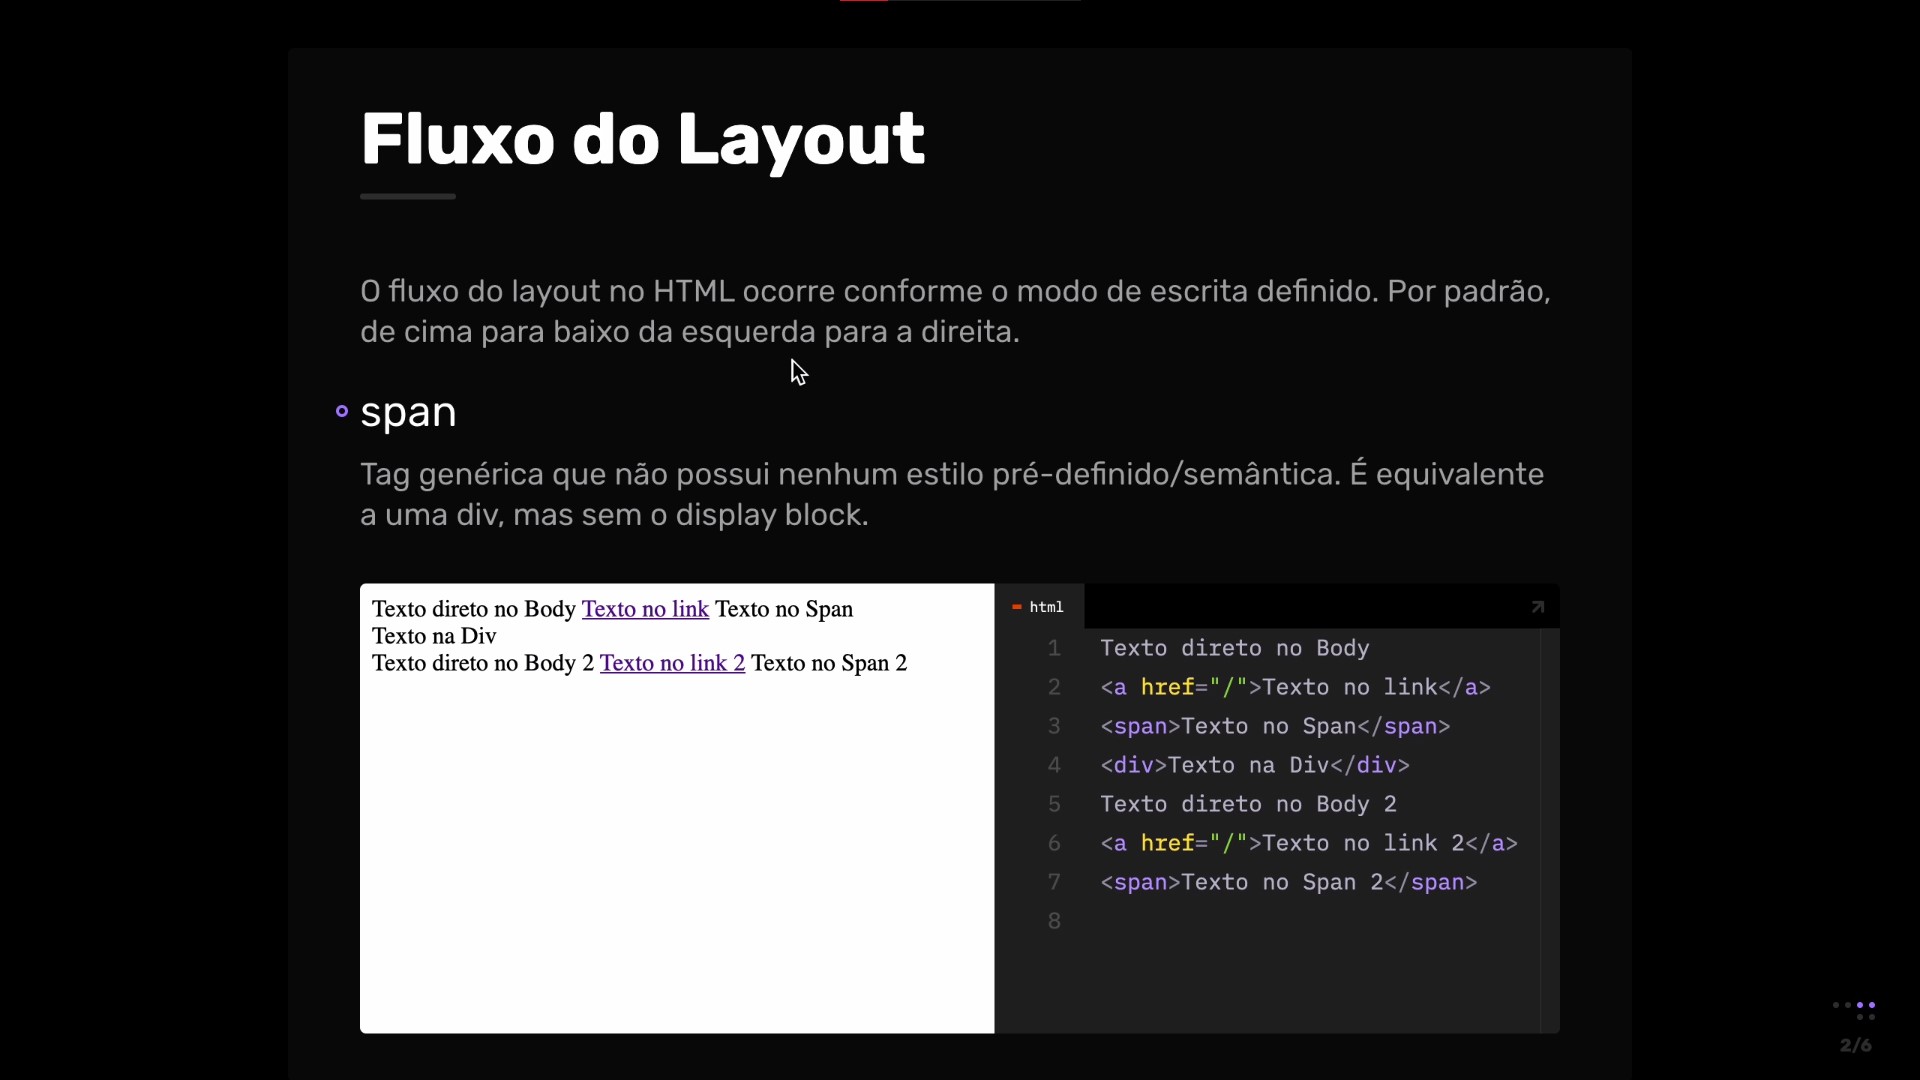 Fluxo do Layout
O fluxo do layout no HTML ocorre conforme o modo de escrita definido. Por padrão,
de cima para baixo da esquerda para a direita.
span
Tag genérica que não possui nenhum estilo pré-definido/semântica. É equivalente
a uma div, mas sem o display block.
Texto direto no Body Texto no link Texto no Span
Texto na Div
Texto direto no Body 2 Texto no link 2 Texto no Span 2
html
1 Texto direto no Body
2 <a href="/">Texto no link</a>
3 <span>Texto no Span</span>
4 <div>Texto na Div</div>
5 Texto direto no Body 2
6 <a href="/">Texto no link 2</a>
7 <span>Texto no Span 2</span>
8
2/6